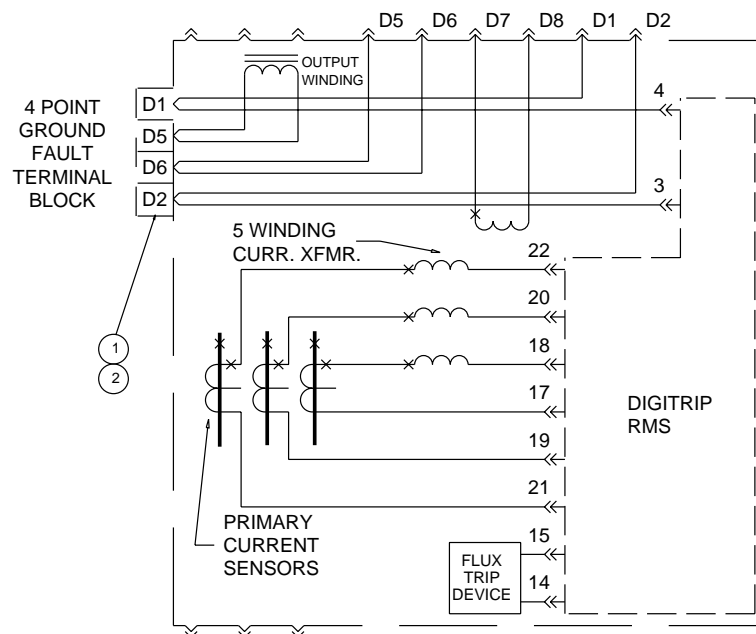 D5 D6 D7 D8 D1 D2
OUTPUT
WINDING
4
4 POINT
GROUND
FAULT
TERMINAL
BLOCK
D1
D5
D6
D2
3
5 WINDING
CURR. XFMR.
22
20
18
17
19
21
15
14
1
2
DIGITRIP
RMS
PRIMARY
CURRENT
SENSORS
FLUX
TRIP
DEVICE